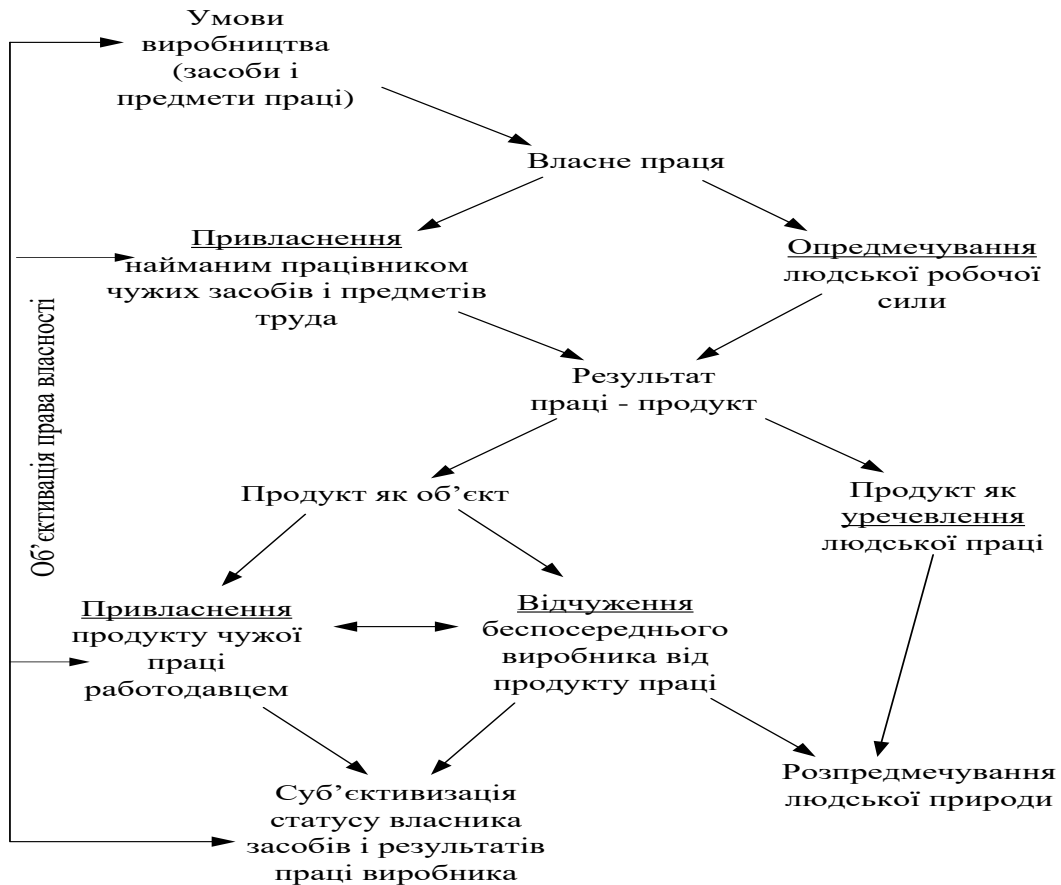 Умови
виробництва
(засоби і
предмети праці)
Власне праця
Привласнення
найманим працівником
чужих засобів і предметів
труда
Опредмечування
людської робочої
сили
Об’єктивація права власності
Результат
праці - продукт
Продукт як об’єкт
Продукт як
уречевлення
людської праці
Привласнення
продукту чужої
праці
работодавцем
Відчуження
беспосереднього
виробника від
продукту праці
Суб’єктивизація
статусу власника
засобів і результатів
праці виробника
Розпредмечування
людської природи